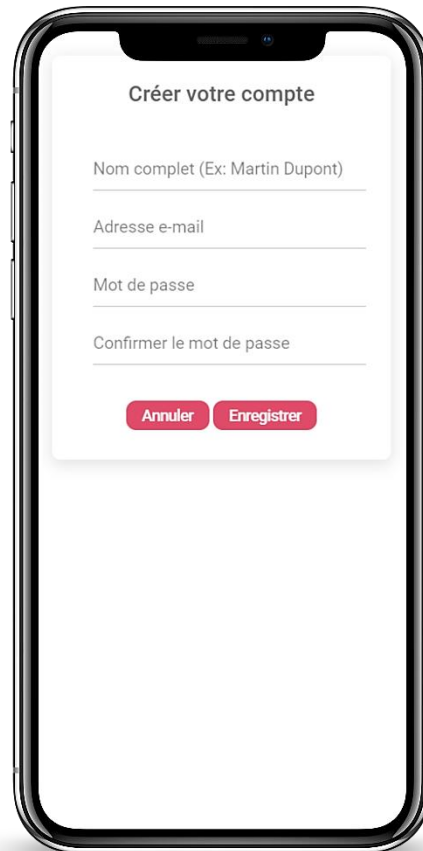 Créer votre compte
Nom complet (Ex: Martin Dupont)
Adresse e-mail
Mot de passe
Confirmer le mot de passe
Annuler Enregistrer